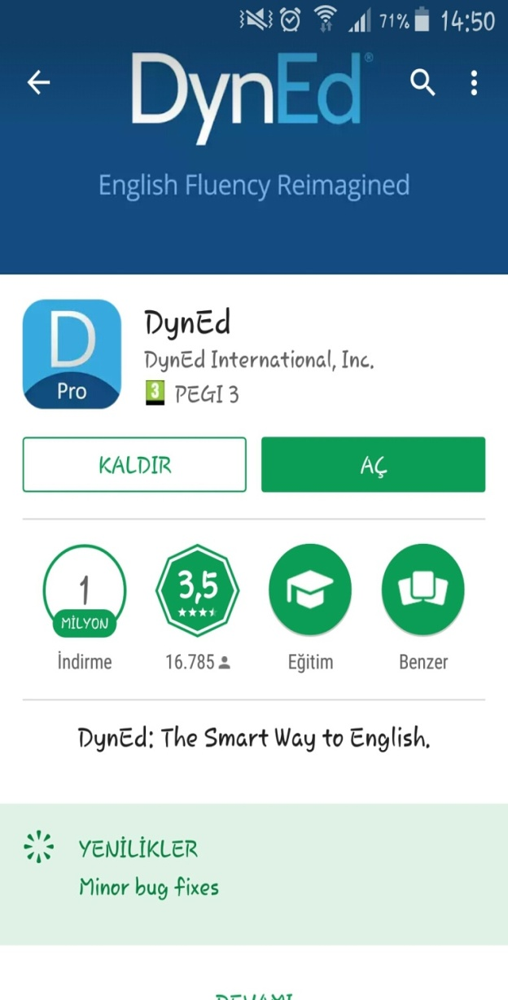 71% 14:50
DynEd®
English Fluency Reimagined
D
Pro
DynEd
DynEd International, Inc.
3 PEGI 3
KALDIR
AÇ
1
MİLYON
İndirme
3,5
16.785
Eğitim
Benzer
DynEd: The Smart Way to English.
YENİLİKLER
Minor bug fixes
DEVAMI